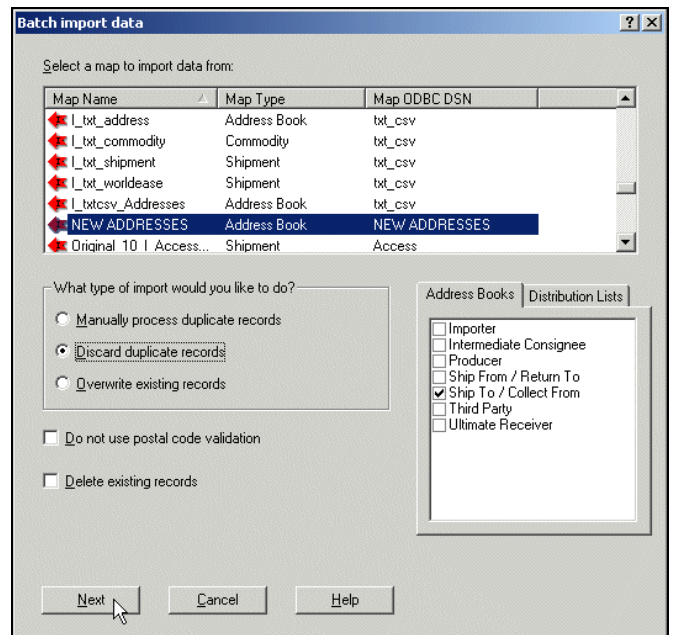 Batch import data
Select a map to import data from:
Map Name Map Type Map ODBC DSN
I_txt_address Address Book txt_csv
I_txt_commodity Commodity txt_csv
I_txt_shipment Shipment txt_csv
I_txt_worldease Shipment txt_csv
I_txtcsv_Addresses Address Book txt_csv
NEW ADDRESSES Address Book NEW ADDRESSES
Original 10 I Access... Shipment Access
What type of import would you like to do?
Manually process duplicate records
Discard duplicate records
Overwrite existing records
Do not use postal code validation
Delete existing records
Address Books Distribution Lists
Importer
Intermediate Consignee
Producer
Ship From / Return To
Ship To / Collect From
Third Party
Ultimate Receiver
Next Cancel Help